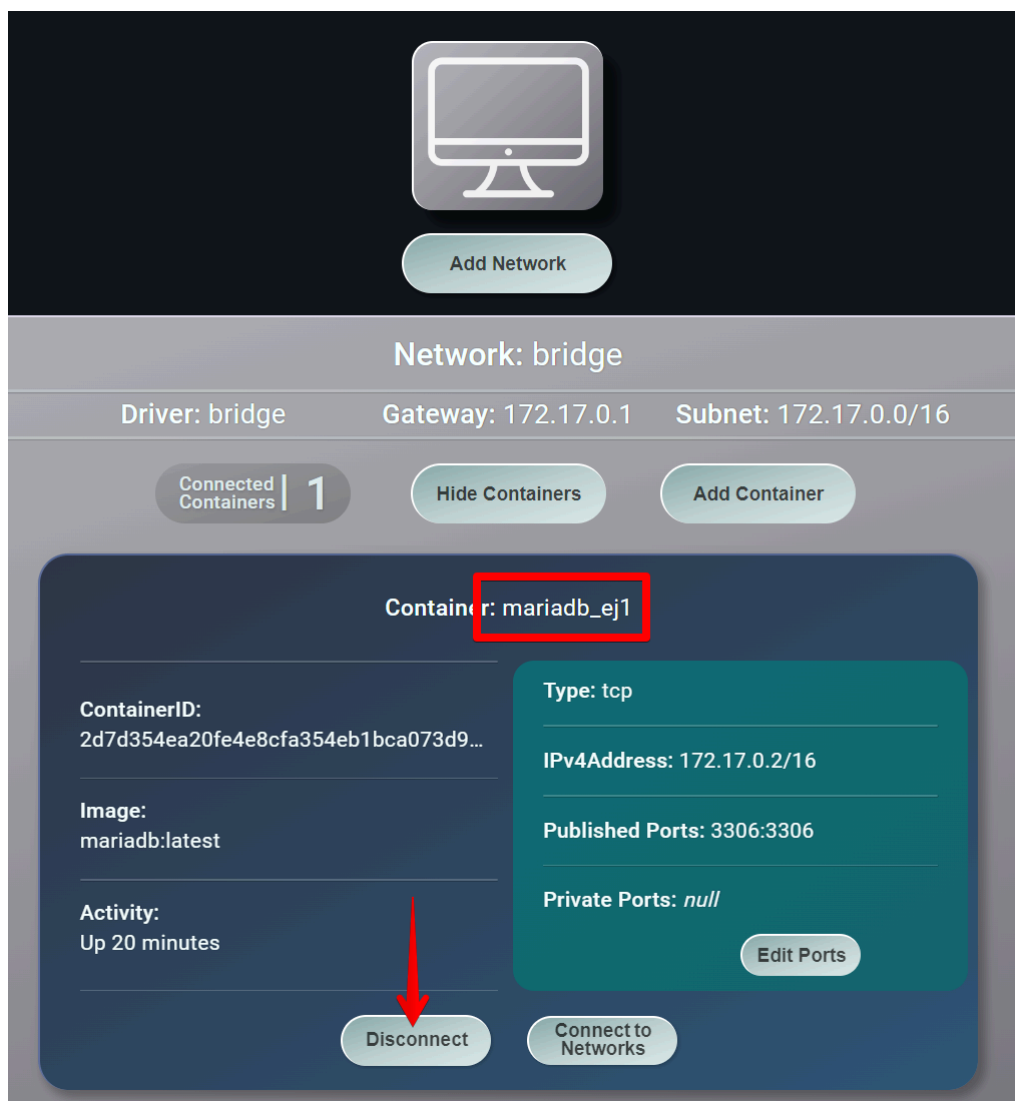 Add Network
Network: bridge
Driver: bridge Gateway: 172.17.0.1 Subnet: 172.17.0.0/16
Connected
Containers | 1
Hide Containers
Add Container
Container: mariadb_ej1
ContainerID:
2d7d354ea20fe4e8cfa354eb1bca073d9...
Image:
mariadb:latest
Activity:
Up 20 minutes
Type: tcp
IPv4Address: 172.17.0.2/16
Published Ports: 3306:3306
Private Ports: null
Edit Ports
Disconnect
Connect to
Networks